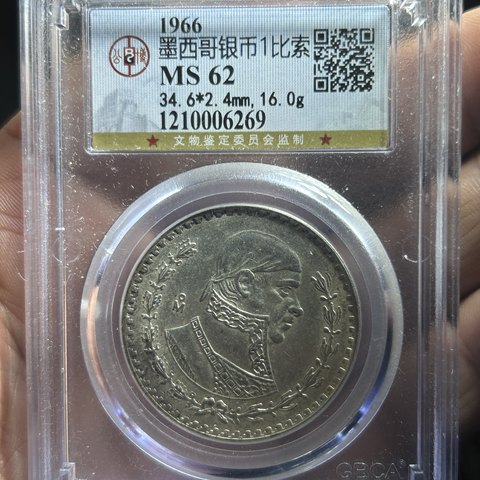 1966
墨西哥银币1比索
MS 62
34.6*2.4mm,16.0g
1210006269
★ 文物鉴定委员会监制 ★
M
GBCA